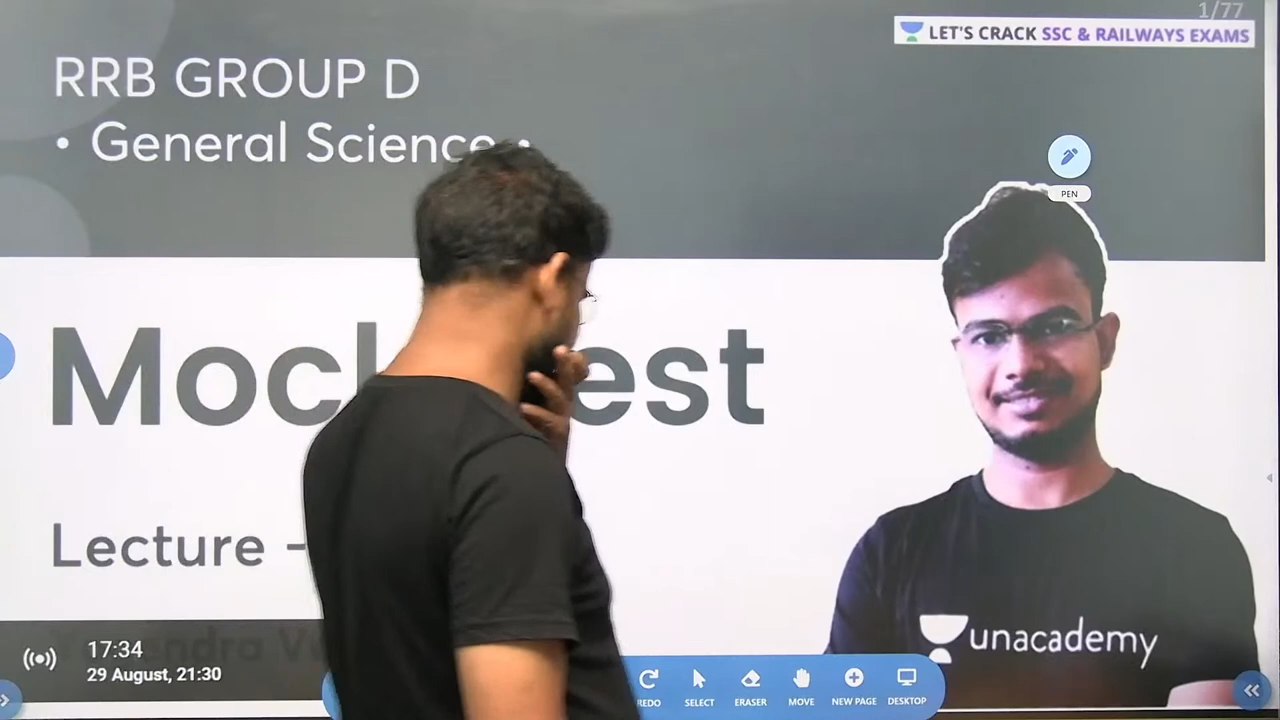 1/77
LET'S CRACK SSC & RAILWAYS EXAMS
RRB GROUP D
• General Science •
PEN
Moc est
Lecture -
unacademy
17:34
29 August, 21:30
REDO
SELECT
ERASER
MOVE
NEW PAGE
DESKTOP